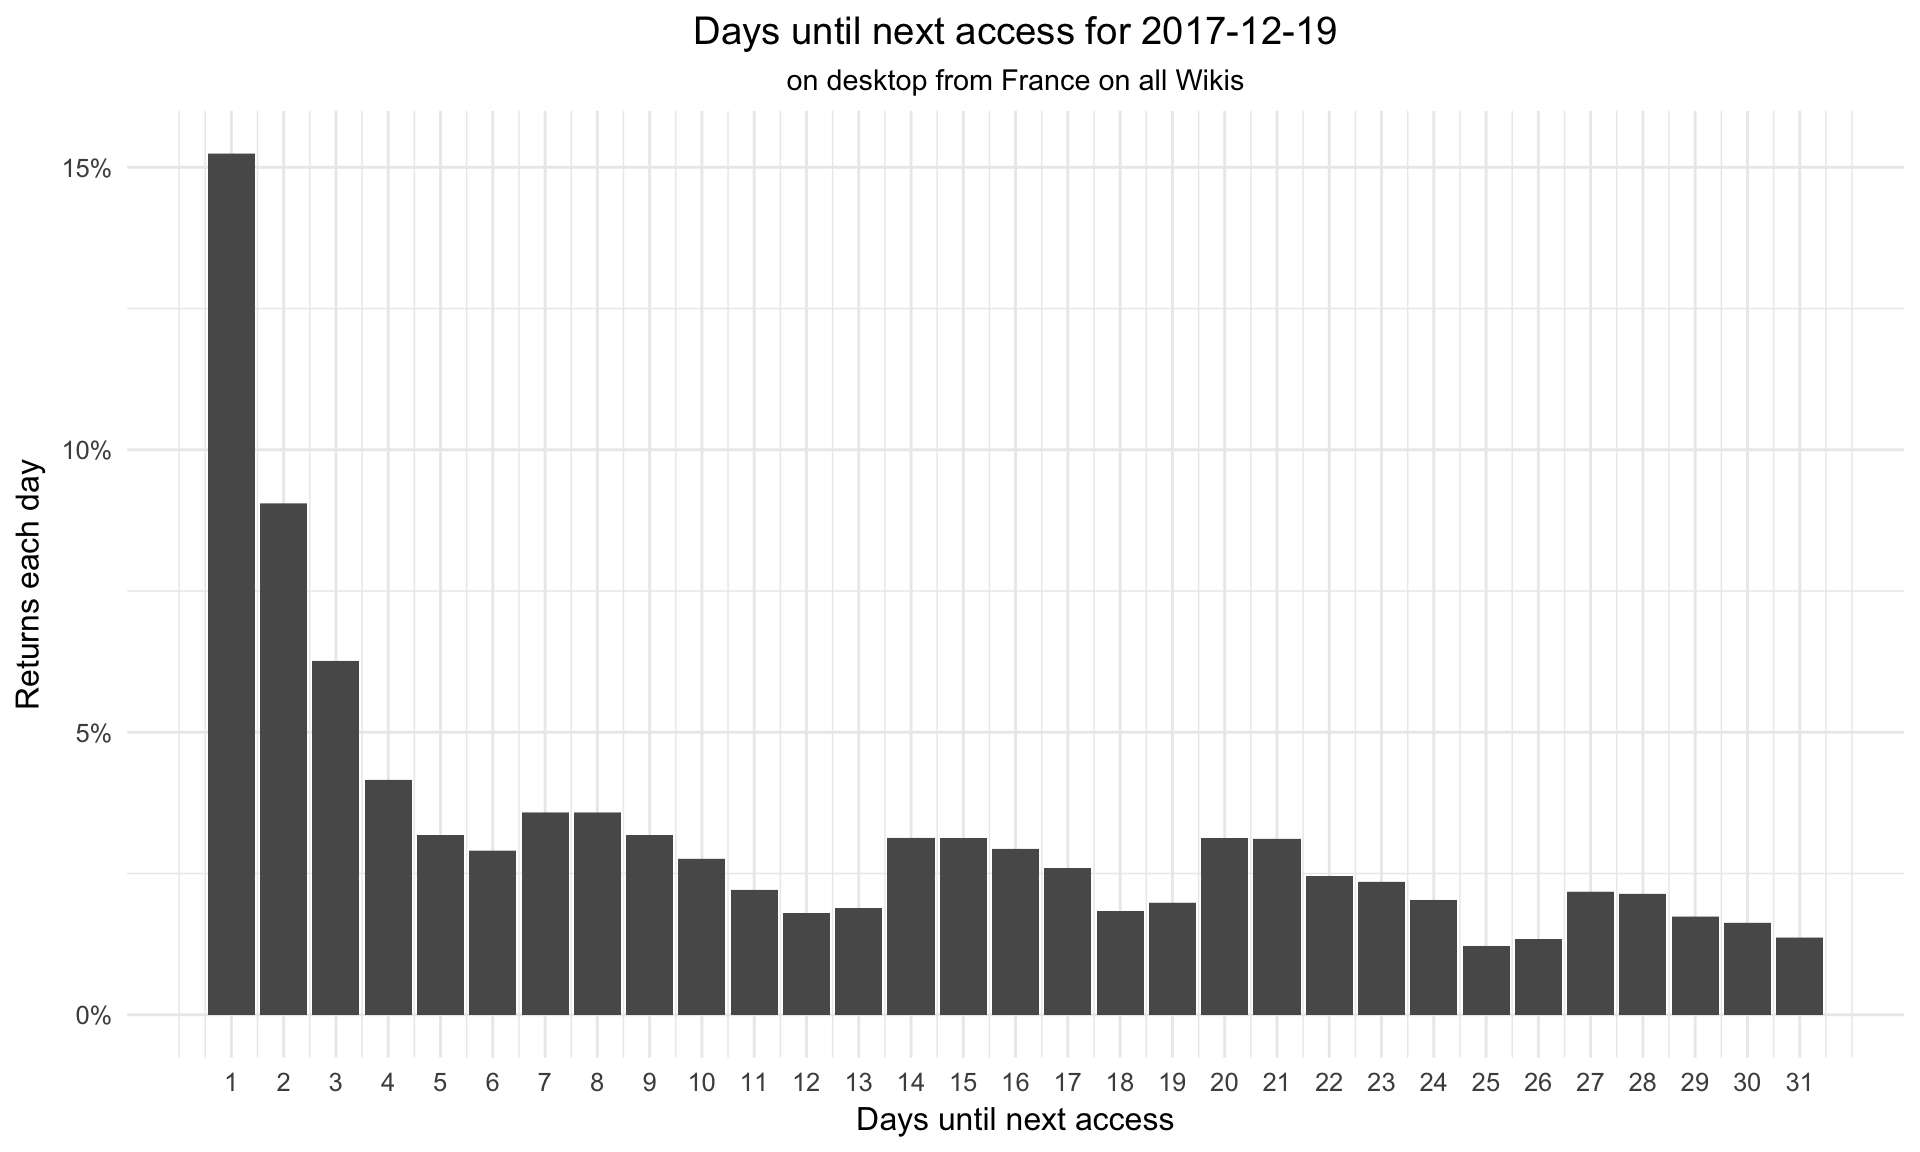 Days until next access for 2017-12-19
on desktop from France on all Wikis
Returns each day
15%
10%
5%
0%
1 2 3 4 5 6 7 8 9 10 11 12 13 14 15 16 17 18 19 20 21 22 23 24 25 26 27 28 29 30 31
Days until next access